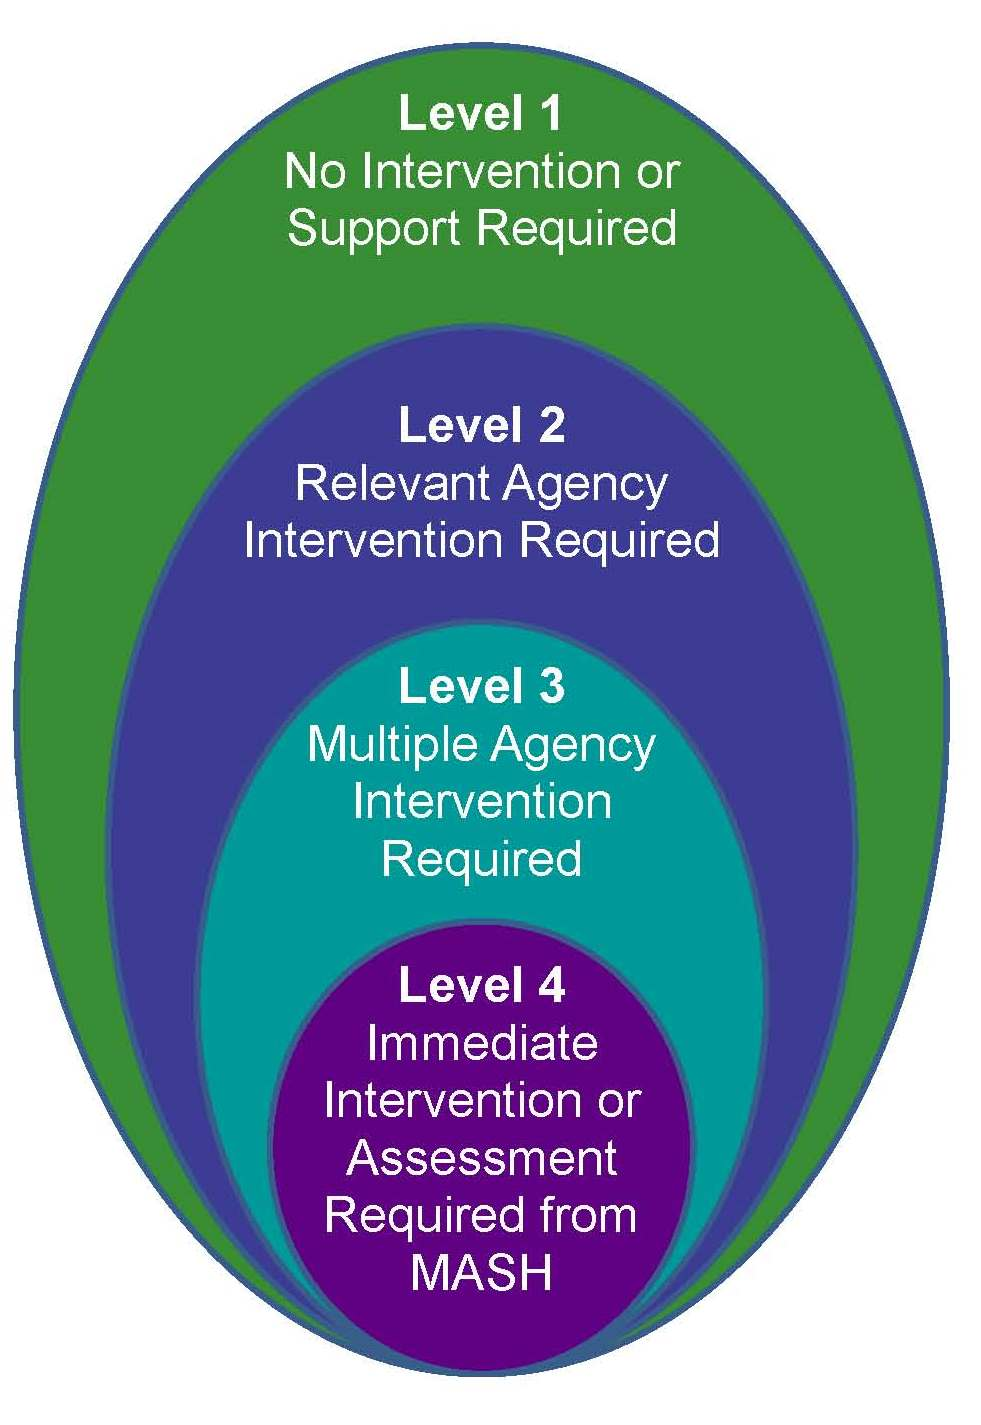 Level 1
No Intervention or
Support Required
Level 2
Relevant Agency
Intervention Required
Level 3
Multiple Agency
Intervention
Required
Level 4
Immediate
Intervention or
Assessment
Required from
MASH